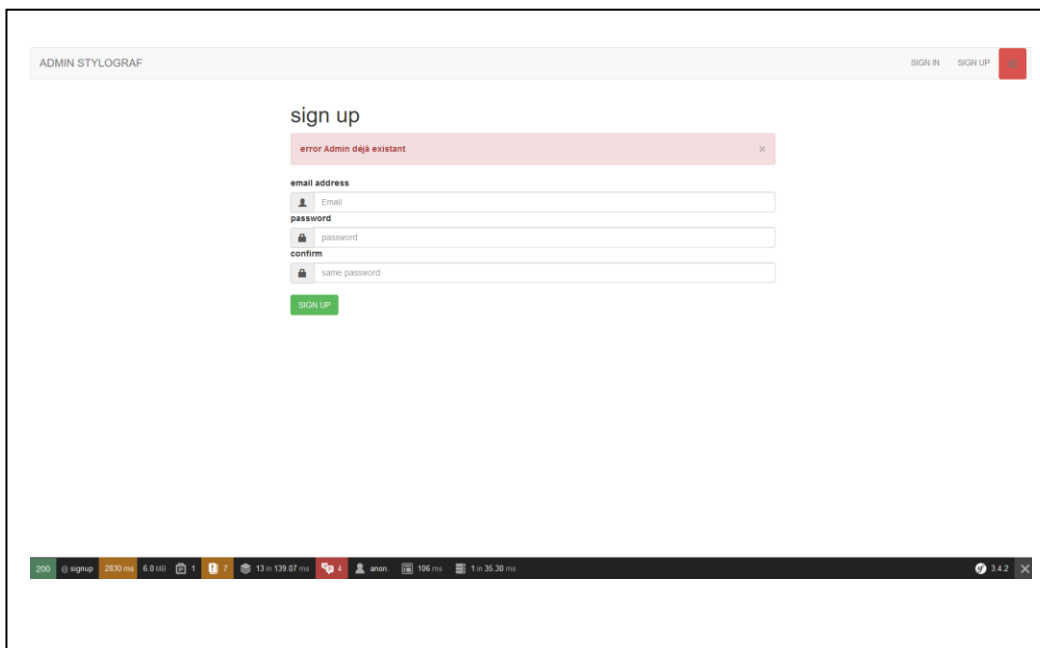 ADMIN STYLOGRAF SIGN IN SIGN UP
sign up
error Admin déjà existant ×
email address
Email
password
password
confirm
same password
SIGN UP
200 @ signup 2830 ms 6.0 MB 1 7 13 in 139.07 ms 4 anon. 106 ms 1 in 35.30 ms sf 3.4.2 ×